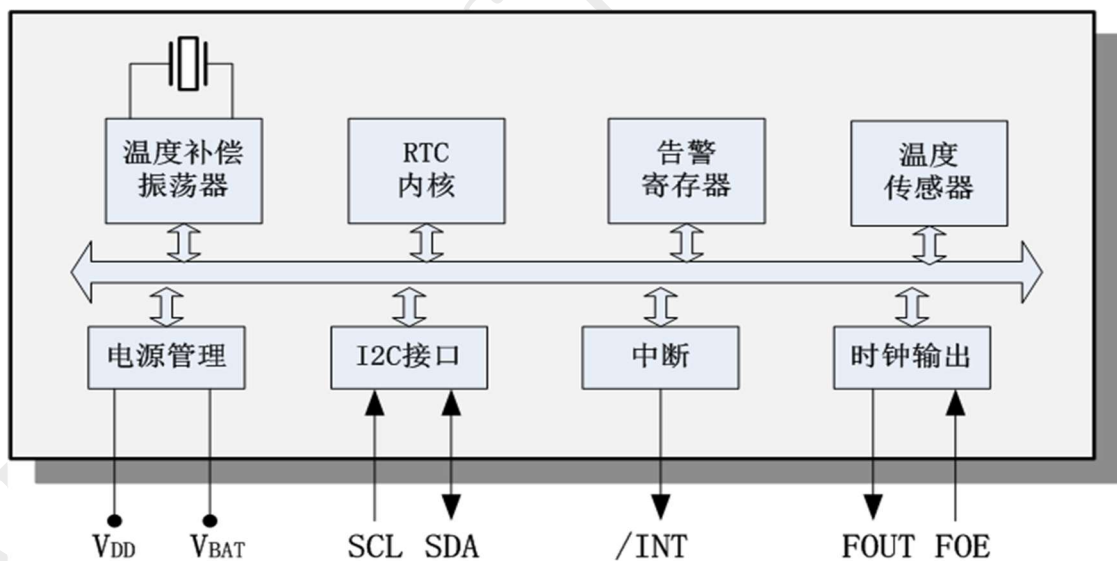 温度补偿
振荡器
RTC
内核
告警
寄存器
温度
传感器
电源管理
I2C接口
中断
时钟输出
VDD
VBAT
SCL
SDA
/INT
FOUT
FOE